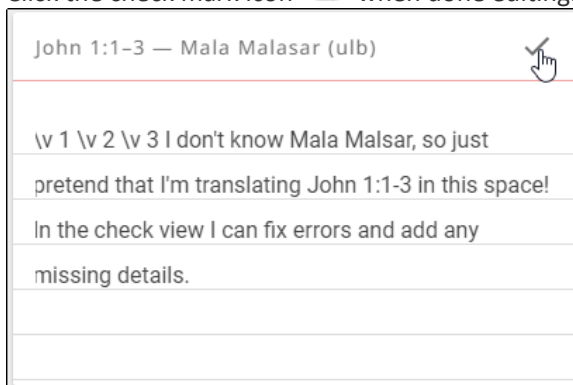 Click the check mark icon when done editing.
John 1:1–3 — Mala Malasar (ulb)
\v 1 \v 2 \v 3 I don't know Mala Malsar, so just
pretend that I'm translating John 1:1-3 in this space!
In the check view I can fix errors and add any
missing details.